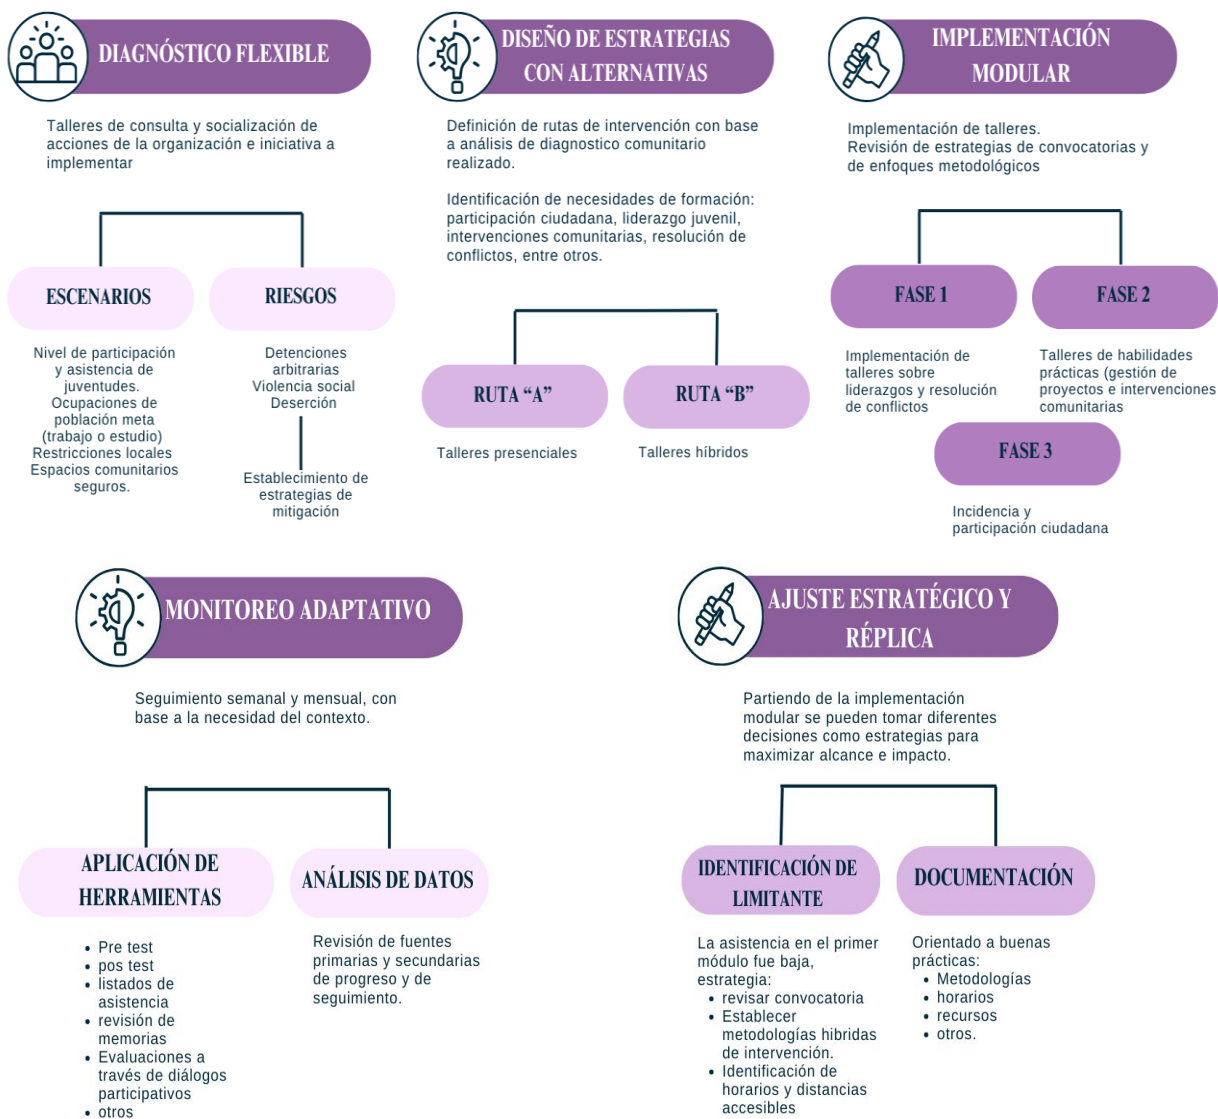 DIAGNÓSTICO FLEXIBLE
Talleres de consulta y socialización de
acciones de la organización e iniciativa a
implementar
ESCENARIOS
Nivel de participación
y asistencia de
juventudes.
Ocupaciones de
población meta
(trabajo o estudio)
Restricciones locales
Espacios comunitarios
seguros.
RIESGOS
Detenciones
arbitrarias
Violencia social
Deserción
Establecimiento de
estrategias de
mitigación
DISEÑO DE ESTRATEGIAS
CON ALTERNATIVAS
Definición de rutas de intervención con base
a análisis de diagnostico comunitario
realizado.
Identificación de necesidades de formación:
participación ciudadana, liderazgo juvenil,
intervenciones comunitarias, resolución de
conflictos, entre otros.
RUTA “A”
Talleres presenciales
RUTA “B”
Talleres híbridos
IMPLEMENTACIÓN
MODULAR
Implementación de talleres.
Revisión de estrategias de convocatorias y
de enfoques metodológicos
FASE 1
Implementación de
talleres sobre
liderazgos y resolución
de conflictos
FASE 2
Talleres de habilidades
prácticas (gestión de
proyectos e intervenciones
comunitarias
FASE 3
Incidencia y
participación ciudadana
MONITOREO ADAPTATIVO
Seguimiento semanal y mensual, con
base a la necesidad del contexto.
APLICACIÓN DE
HERRAMIENTAS
• Pre test
• pos test
• listados de
asistencia
• revisión de
memorias
• Evaluaciones a
través de diálogos
participativos
• otros
ANÁLISIS DE DATOS
Revisión de fuentes
primarias y secundarias
de progreso y de
seguimiento.
AJUSTE ESTRATÉGICO Y
RÉPLICA
Partiendo de la implementación
modular se pueden tomar diferentes
decisiones como estrategias para
maximizar alcance e impacto.
IDENTIFICACIÓN DE
LIMITANTE
La asistencia en el primer
módulo fue baja,
estrategia:
• revisar convocatoria
• Establecer
metodologías hibridas
de intervención.
• Identificación de
horarios y distancias
accesibles
DOCUMENTACIÓN
Orientado a buenas
prácticas:
• Metodologías
• horarios
• recursos
• otros.